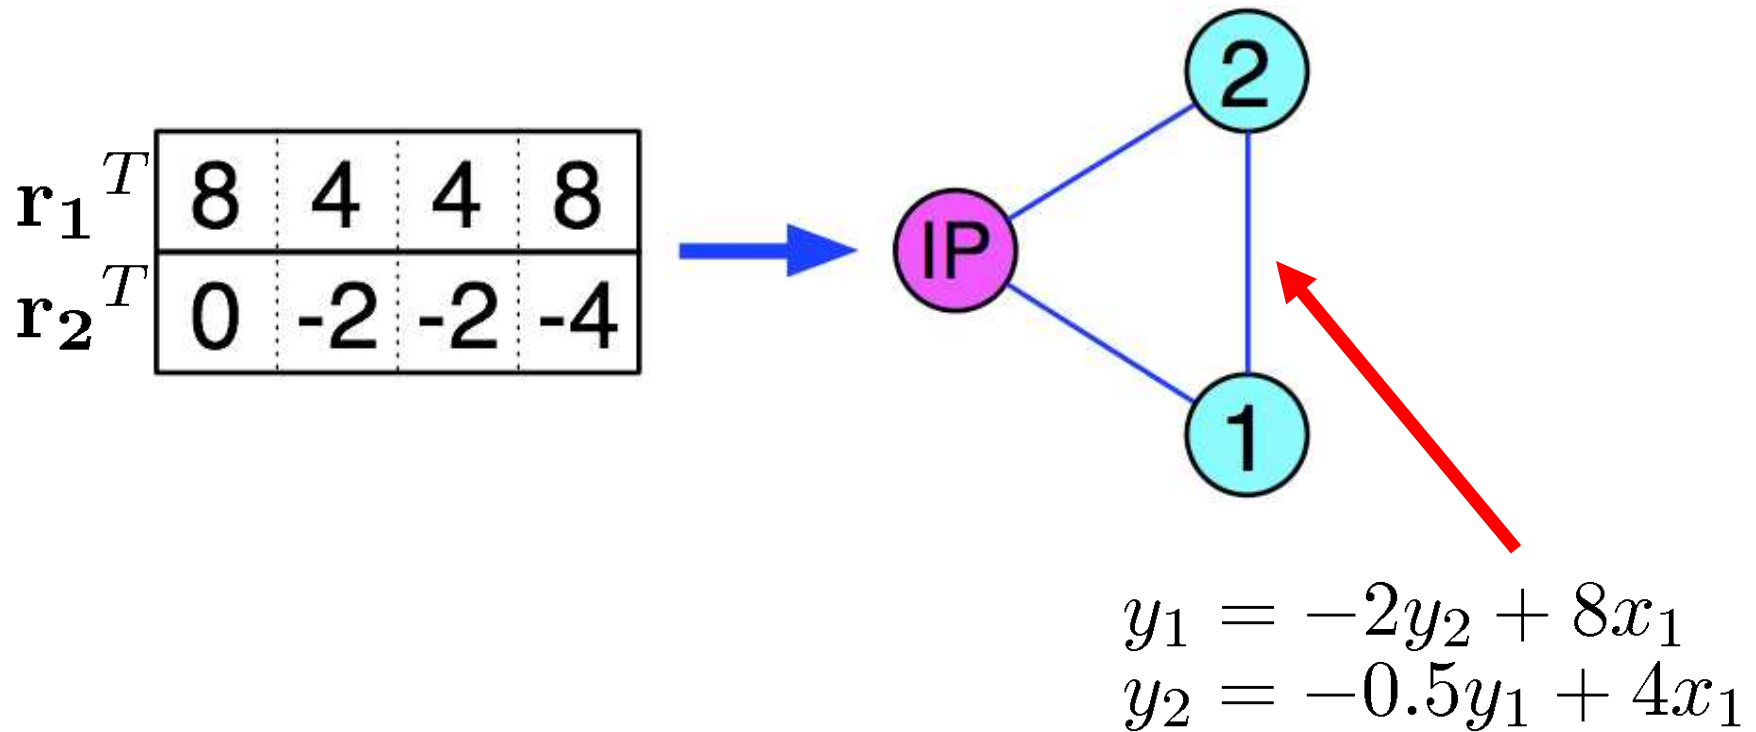 2
r₁ᵀ 8 4 4 8
IP
r₂ᵀ 0 -2 -2 -4
1
y₁ = −2y₂ + 8x₁
y₂ = −0.5y₁ + 4x₁